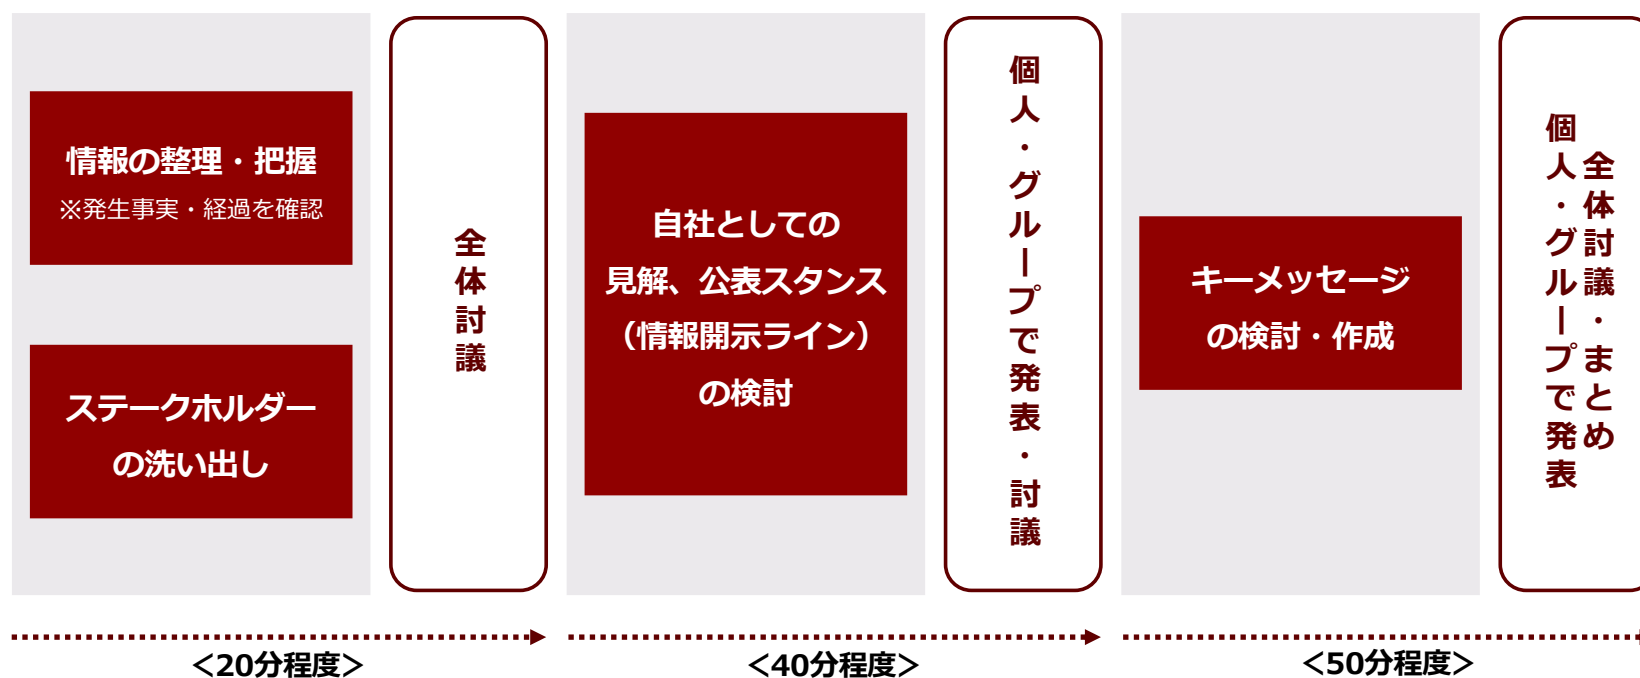 情報の整理・把握
※発生事実・経過を確認
ステークホルダー
の洗い出し
全体討議
自社としての
見解、公表スタンス
（情報開示ライン）
の検討
個人・グループで発表・討議
キーメッセージ
の検討・作成
全体討議・まとめ
個人・グループで発表
＜20分程度＞
＜40分程度＞
＜50分程度＞